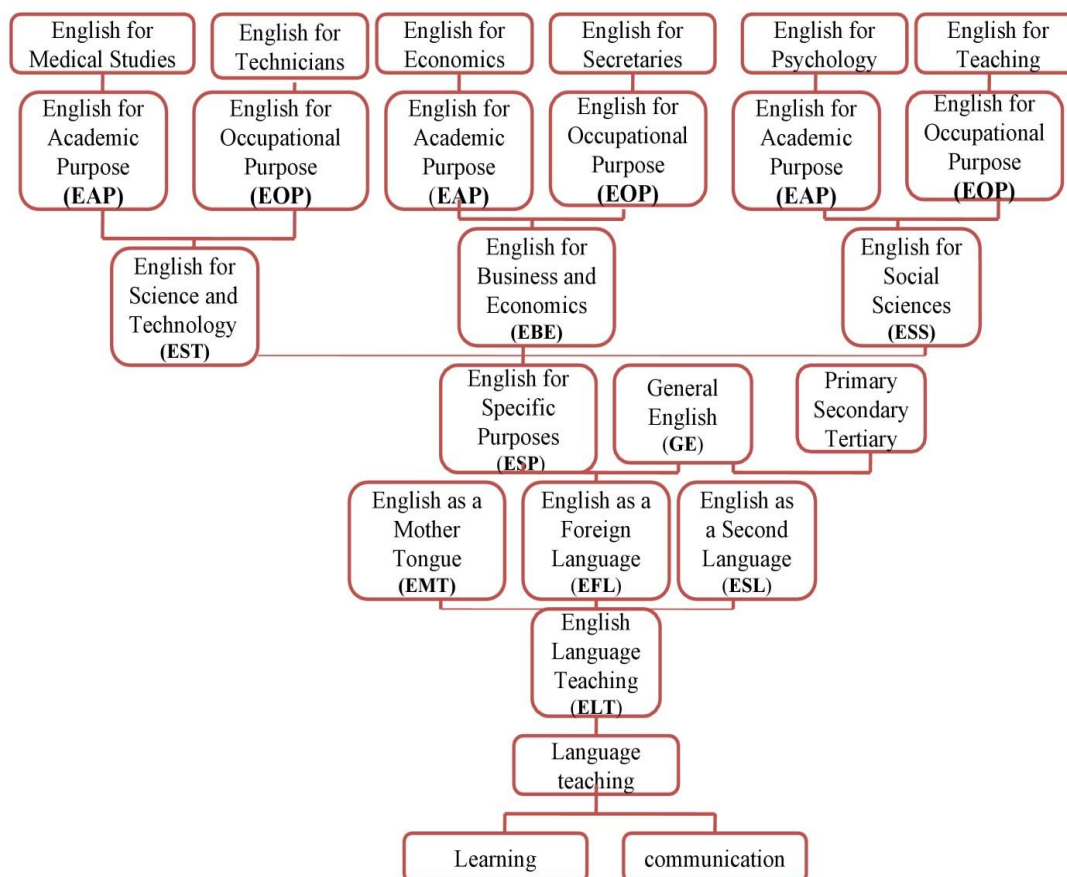 English for
Medical Studies
English for
Technicians
English for
Economics
English for
Secretaries
English for
Psychology
English for
Teaching
English for
Academic
Purpose
(EAP)
English for
Occupational
Purpose
(EOP)
English for
Academic
Purpose
(EAP)
English for
Occupational
Purpose
(EOP)
English for
Academic
Purpose
(EAP)
English for
Occupational
Purpose
(EOP)
English for
Science and
Technology
(EST)
English for
Business and
Economics
(EBE)
English for
Social
Sciences
(ESS)
English for
Specific
Purposes
(ESP)
General
English
(GE)
Primary
Secondary
Tertiary
English as a
Mother
Tongue
(EMT)
English as a
Foreign
Language
(EFL)
English as
a Second
Language
(ESL)
English
Language
Teaching
(ELT)
Language
teaching
Learning
communication